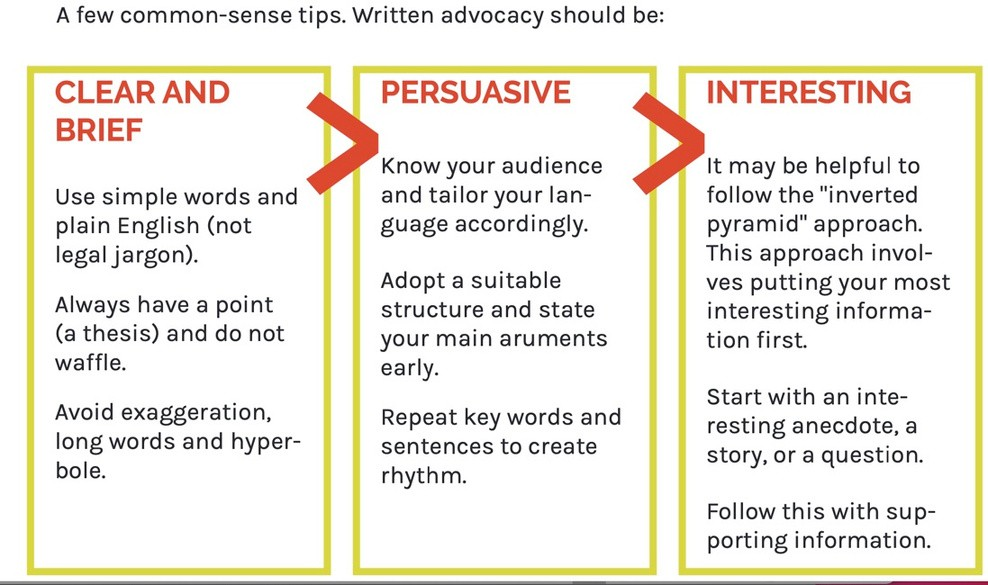 A few common-sense tips. Written advocacy should be:
CLEAR AND
BRIEF
Use simple words and
plain English (not
legal jargon).
Always have a point
(a thesis) and do not
waffle.
Avoid exaggeration,
long words and hyper-
bole.
PERSUASIVE
Know your audience
and tailor your lan-
guage accordingly.
Adopt a suitable
structure and state
your main aruments
early.
Repeat key words and
sentences to create
rhythm.
INTERESTING
It may be helpful to
follow the "inverted
pyramid" approach.
This approach invol-
ves putting your most
interesting informa-
tion first.
Start with an inte-
resting anecdote, a
story, or a question.
Follow this with sup-
porting information.